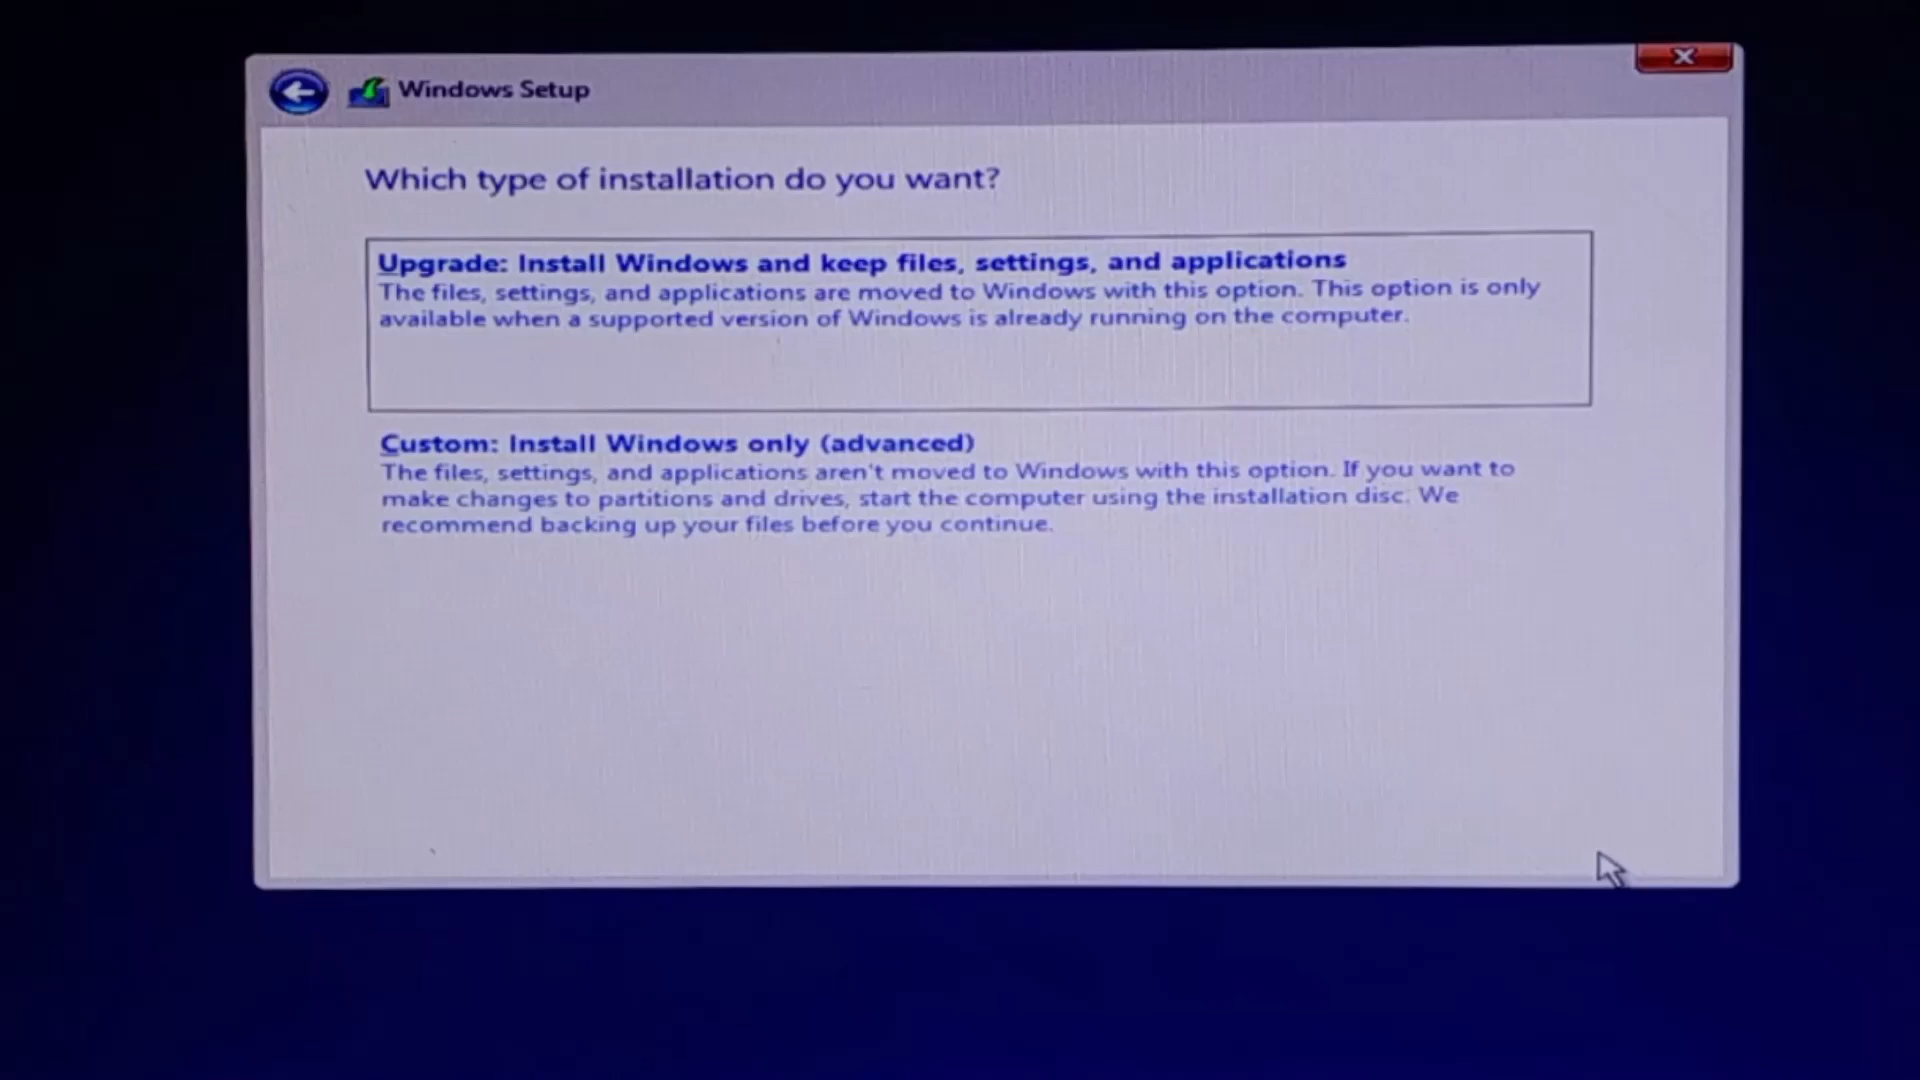 Windows Setup
Which type of installation do you want?
Upgrade: Install Windows and keep files, settings, and applications
The files, settings, and applications are moved to Windows with this option. This option is only
available when a supported version of Windows is already running on the computer.
Custom: Install Windows only (advanced)
The files, settings, and applications aren't moved to Windows with this option. If you want to
make changes to partitions and drives, start the computer using the installation disc. We
recommend backing up your files before you continue.